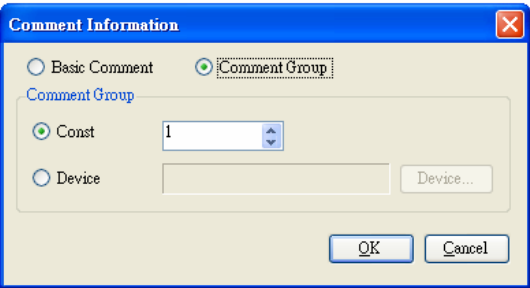 Comment Information
Basic Comment Comment Group
Comment Group
Const 1
Device Device...
OK Cancel